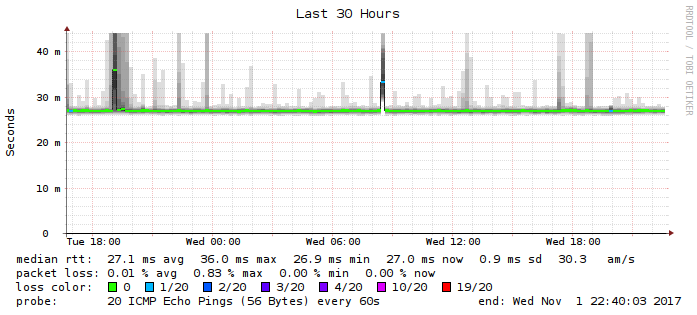 Last 30 Hours
RRDTOOL / TOBI OETIKER
Seconds
40 m
30 m
20 m
10 m
0
Tue 18:00 Wed 00:00 Wed 06:00 Wed 12:00 Wed 18:00
median rtt: 27.1 ms avg 36.0 ms max 26.9 ms min 27.0 ms now 0.9 ms sd 30.3 am/s
packet loss: 0.01 % avg 0.83 % max 0.00 % min 0.00 % now
loss color: 0 1/20 2/20 3/20 4/20 10/20 19/20
probe: 20 ICMP Echo Pings (56 Bytes) every 60s end: Wed Nov 1 22:40:03 2017